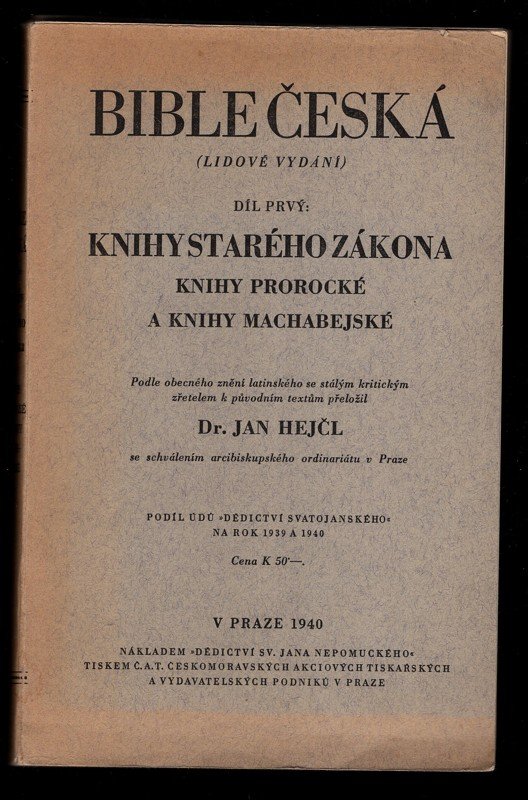 BIBLE ČESKÁ
(LIDOVÉ VYDÁNÍ)
DÍL PRVÝ:
KNIHY STARÉHO ZÁKONA
KNIHY PROROCKÉ
A KNIHY MACHABEJSKÉ
Podle obecného znění latinského se stálým kritickým
zřetelem k původním textům přeložil
Dr. JAN HEJČL
se schválením arcibiskupského ordinariátu v Praze
PODÍL ÚDŮ »DĚDICTVÍ SVATOJANSKÉHO«
NA ROK 1939 A 1940
Cena K 50·—.
V PRAZE 1940
NÁKLADEM »DĚDICTVÍ SV. JANA NEPOMUCKÉHO«
TISKEM Č.A.T. ČESKOMORAVSKÝCH AKCIOVÝCH TISKAŘSKÝCH
A VYDAVATELSKÝCH PODNIKŮ V PRAZE